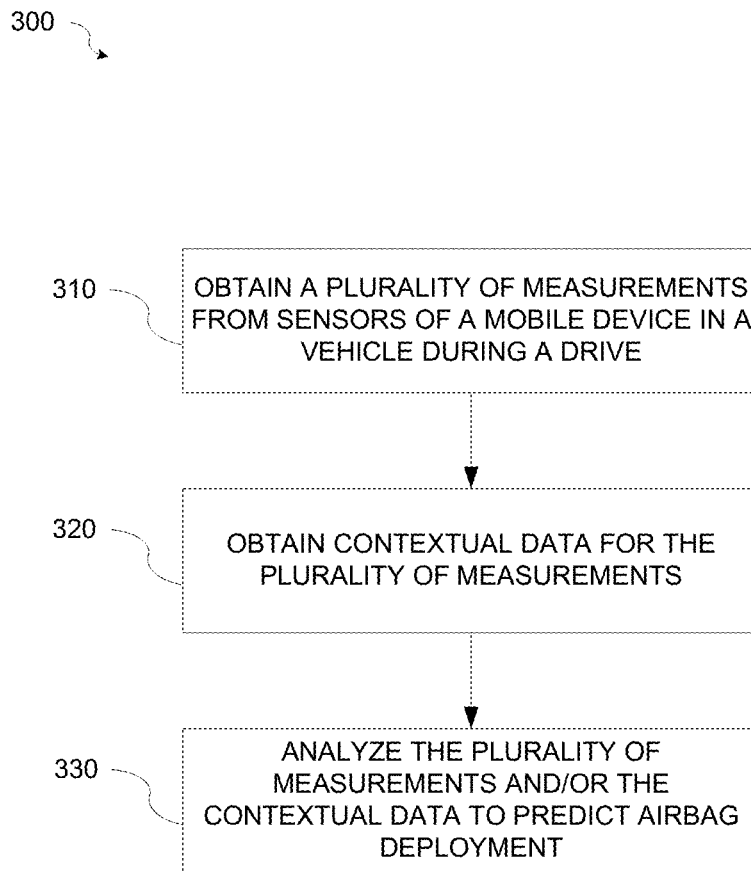 300
310
OBTAIN A PLURALITY OF MEASUREMENTS
FROM SENSORS OF A MOBILE DEVICE IN A
VEHICLE DURING A DRIVE
320
OBTAIN CONTEXTUAL DATA FOR THE
PLURALITY OF MEASUREMENTS
330
ANALYZE THE PLURALITY OF
MEASUREMENTS AND/OR THE
CONTEXTUAL DATA TO PREDICT AIRBAG
DEPLOYMENT